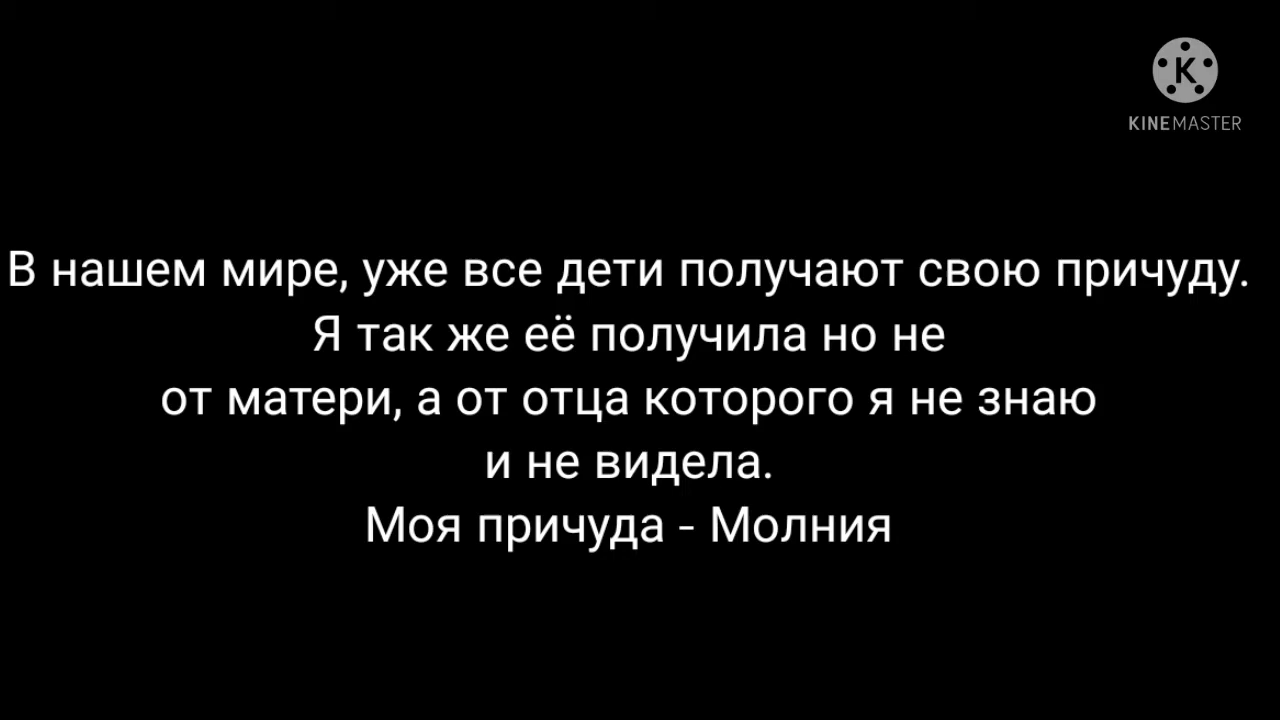 K
KINEMASTER
В нашем мире, уже все дети получают свою причуду.
Я так же её получила но не
от матери, а от отца которого я не знаю
и не видела.
Моя причуда - Молния